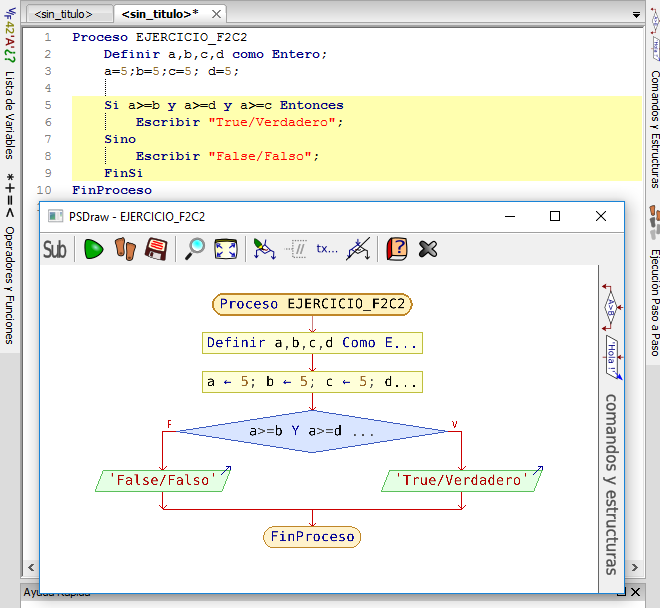 <sin_titulo>
<sin_titulo>*
Lista de Variables
Operadores y Funciones
*+=<
42'A'¿?
1 Proceso EJERCICIO_F2C2
2 Definir a,b,c,d como Entero;
3 a=5;b=5;c=5; d=5;
4
5 Si a>=b y a>=d y a>=c Entonces
6 Escribir "True/Verdadero";
7 Sino
8 Escribir "False/Falso";
9 FinSi
10 FinProceso
Comandos y Estructuras
Ejecución Paso a Paso
PSDraw - EJERCICIO_F2C2
Sub
tx...
?
Proceso EJERCICIO_F2C2
Definir a,b,c,d Como E...
a ← 5; b ← 5; c ← 5; d...
a>=b Y a>=d ...
F
V
'False/Falso'
'True/Verdadero'
FinProceso
A>B
'Hola !'
comandos y estructuras